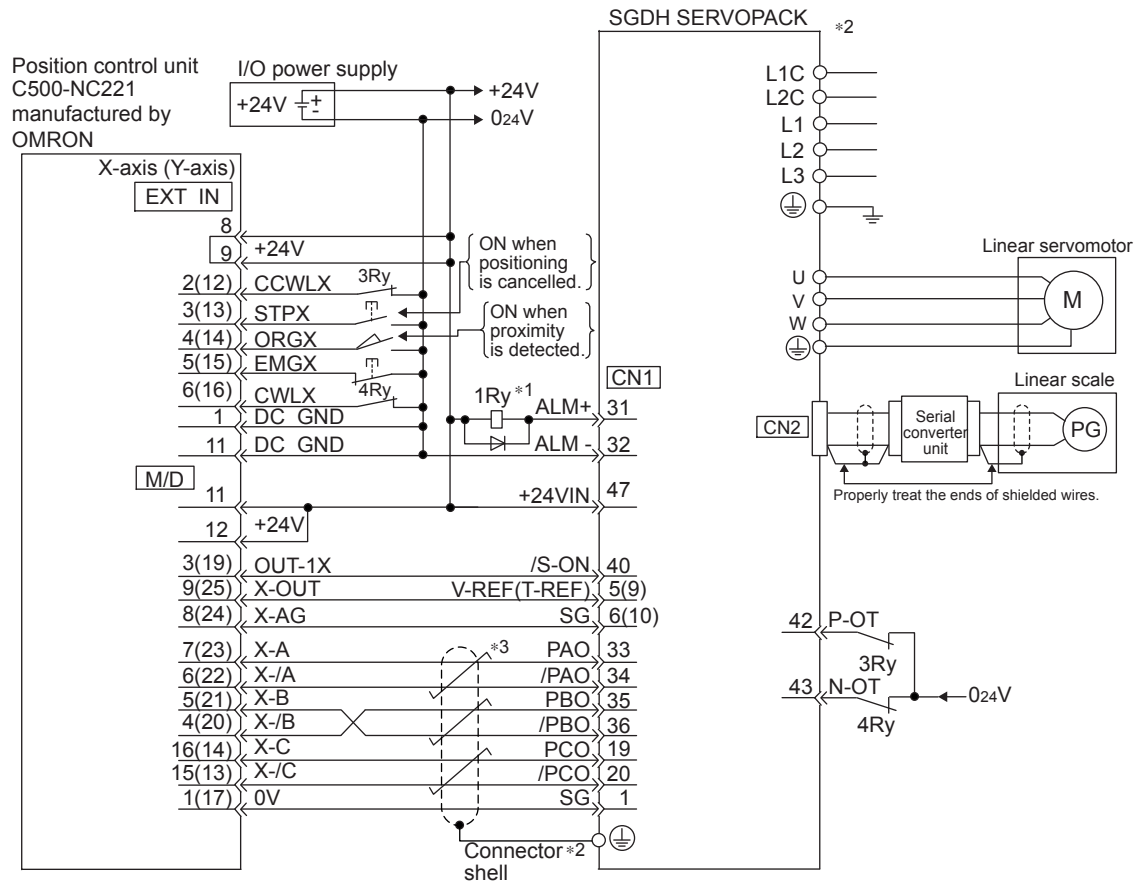 SGDH SERVOPACK
*2
Position control unit
C500-NC221
manufactured by
OMRON
I/O power supply
+24V
+
-
+24V
024V
X-axis (Y-axis)
EXT IN
8
9
+24V
2(12)
CCWLX
3Ry
3(13)
STPX
4(14)
ORGX
5(15)
EMGX
6(16)
CWLX
4Ry
1
DC GND
11
DC GND
ON when
positioning
is cancelled.
ON when
proximity
is detected.
1Ry
*1
ALM+
31
ALM -
32
CN1
M/D
11
+24VIN
47
12
+24V
3(19)
OUT-1X
/S-ON
40
9(25)
X-OUT
V-REF(T-REF)
5(9)
8(24)
X-AG
SG
6(10)
7(23)
X-A
*3
PAO
33
6(22)
X-/A
/PAO
34
5(21)
X-B
PBO
35
4(20)
X-/B
/PBO
36
16(14)
X-C
PCO
19
15(13)
X-/C
/PCO
20
1(17)
0V
SG
1
Connector
*2
shell
L1C
L2C
L1
L2
L3
Linear servomotor
U
V
W
M
Linear scale
CN2
Serial
converter
unit
PG
Properly treat the ends of shielded wires.
42
P-OT
3Ry
43
N-OT
4Ry
024V